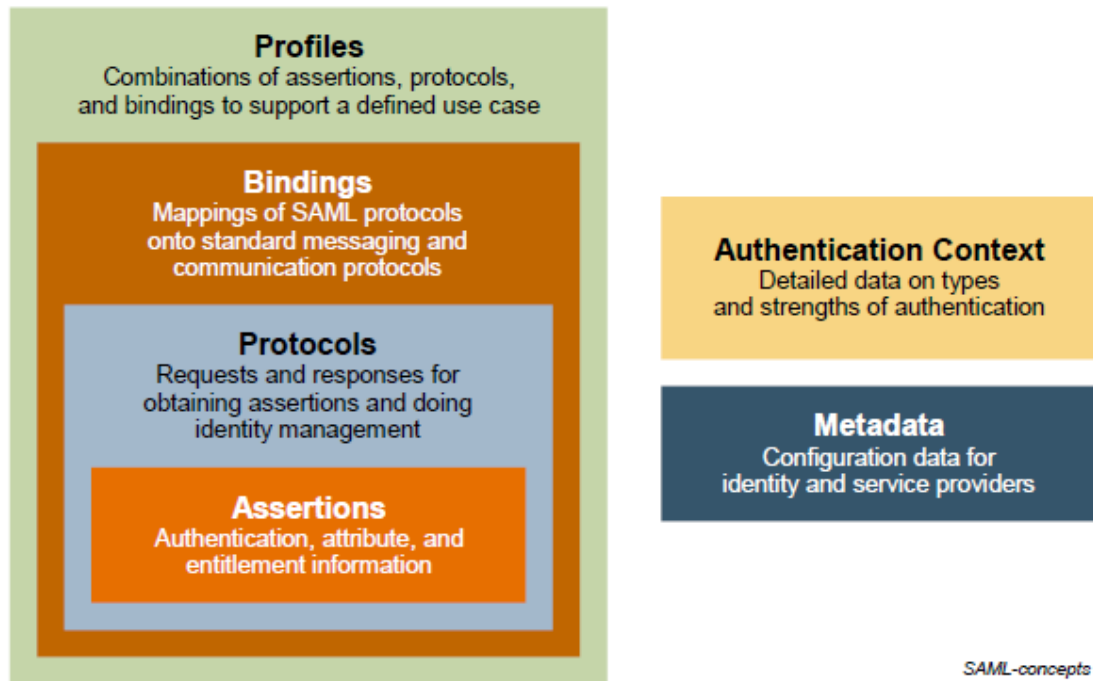 Profiles
Combinations of assertions, protocols,
and bindings to support a defined use case
Bindings
Mappings of SAML protocols
onto standard messaging and
communication protocols
Protocols
Requests and responses for
obtaining assertions and doing
identity management
Assertions
Authentication, attribute, and
entitlement information
Authentication Context
Detailed data on types
and strengths of authentication
Metadata
Configuration data for
identity and service providers
SAML-concepts